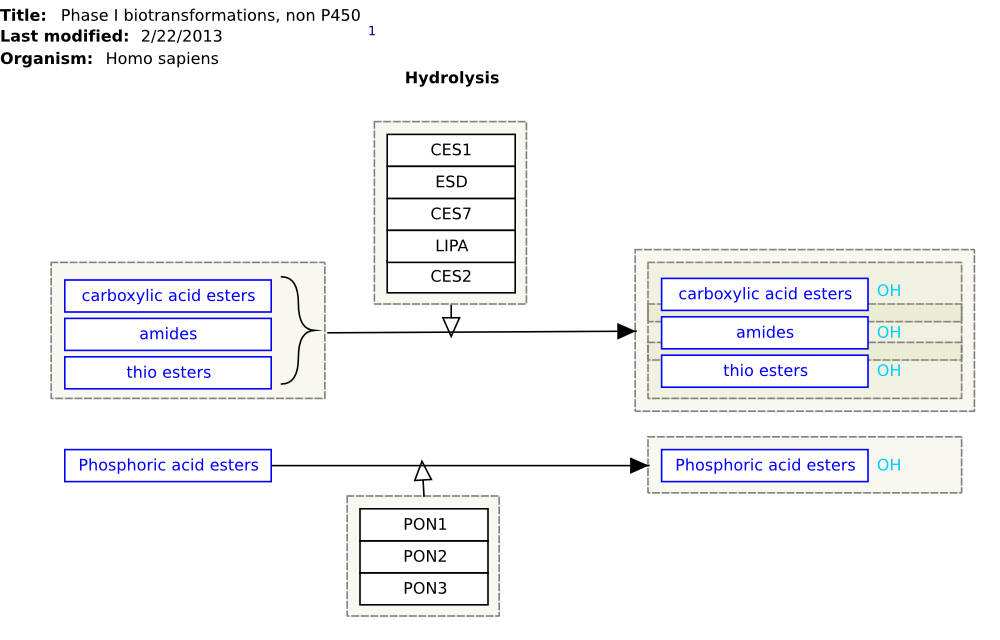 Title: Phase I biotransformations, non P450
Last modified: 2/22/2013
1
Organism: Homo sapiens
Hydrolysis
CES1
ESD
CES7
LIPA
CES2
carboxylic acid esters
amides
thio esters
carboxylic acid esters OH
amides OH
thio esters OH
Phosphoric acid esters
Phosphoric acid esters OH
PON1
PON2
PON3